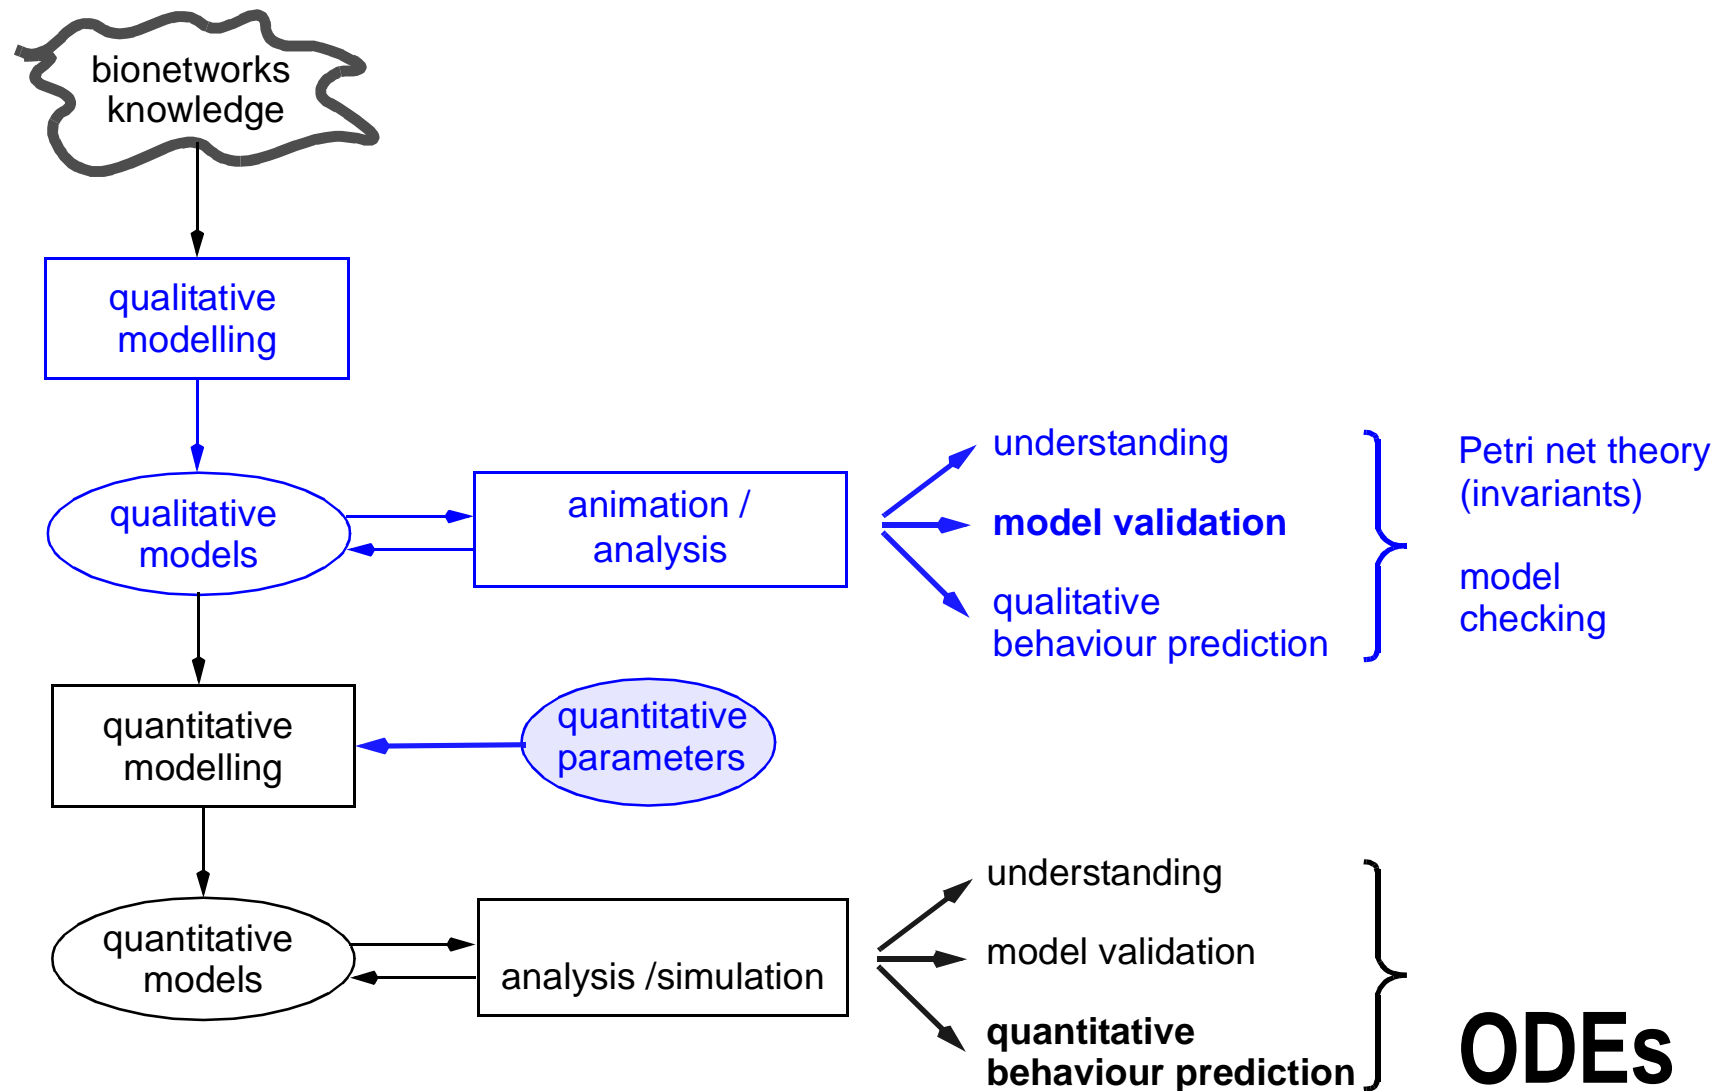 bionetworks
knowledge
qualitative
modelling
qualitative
models
animation /
analysis
understanding
model validation
qualitative
behaviour prediction
Petri net theory
(invariants)
model
checking
quantitative
modelling
quantitative
parameters
quantitative
models
analysis /simulation
understanding
model validation
quantitative
behaviour prediction
ODEs